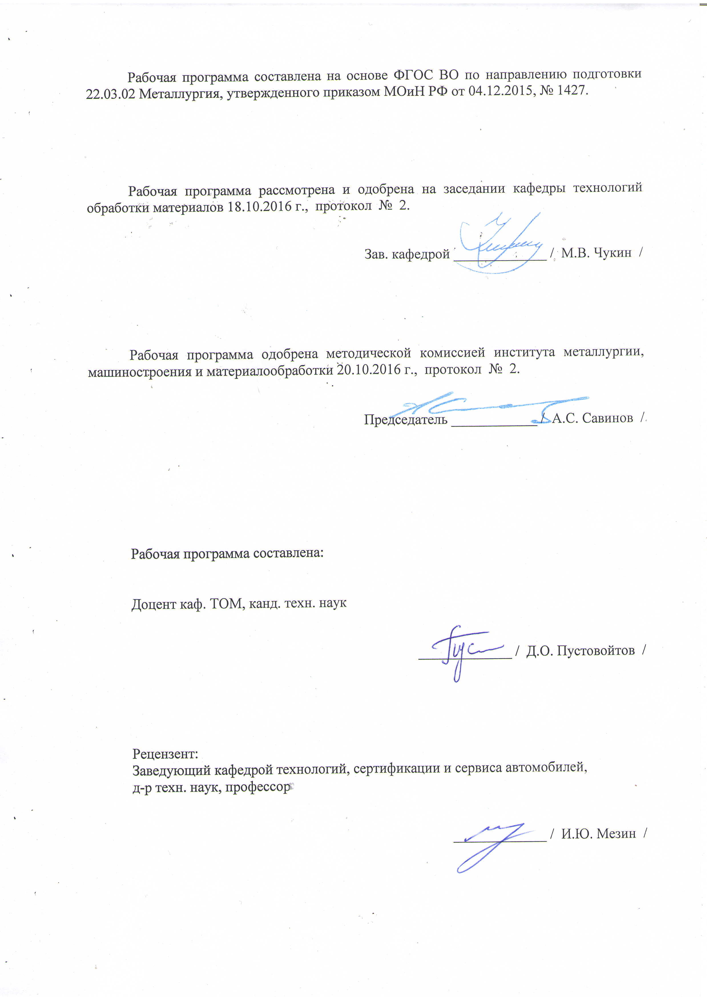 Рабочая программа составлена на основе ФГОС ВО по направлению подготовки
22.03.02 Металлургия, утвержденного приказом МОиН РФ от 04.12.2015, № 1427.
Рабочая программа рассмотрена и одобрена на заседании кафедры технологий
обработки материалов 18.10.2016 г., протокол № 2.
Зав. кафедрой _____________ / М.В. Чукин /
Рабочая программа одобрена методической комиссией института металлургии,
машиностроения и материалообработки 20.10.2016 г., протокол № 2.
Председатель ____________ / А.С. Савинов /
Рабочая программа составлена:
Доцент каф. ТОМ, канд. техн. наук
_____________ / Д.О. Пустовойтов /
Рецензент:
Заведующий кафедрой технологий, сертификации и сервиса автомобилей,
д-р техн. наук, профессор
_____________ / И.Ю. Мезин /